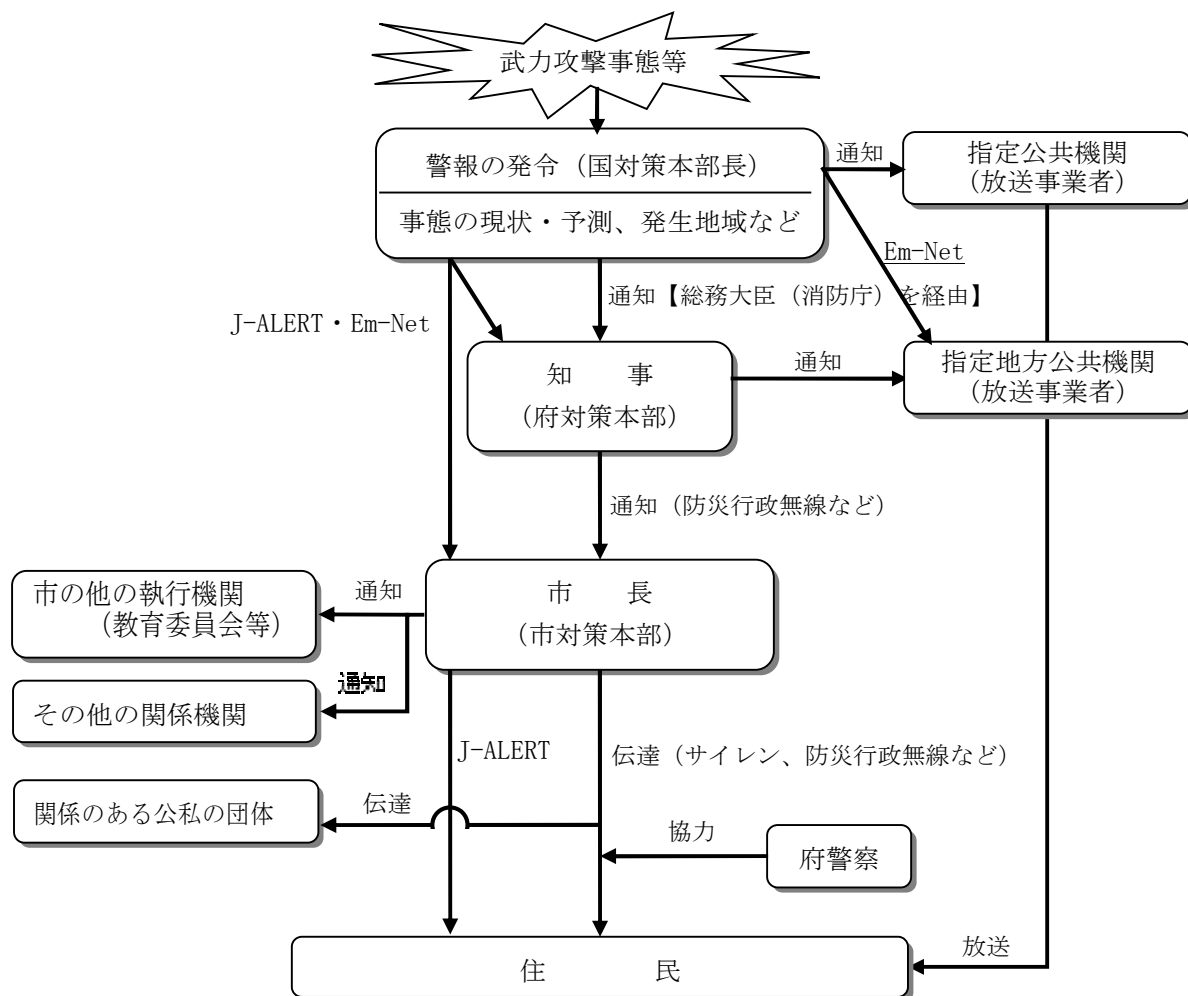 武力攻撃事態等
警報の発令（国対策本部長）
事態の現状・予測、発生地域など
通知
指定公共機関
（放送事業者）
Em-Net
通知【総務大臣（消防庁）を経由】
J-ALERT・Em-Net
知　　事
（府対策本部）
通知
指定地方公共機関
（放送事業者）
通知（防災行政無線など）
市　　長
（市対策本部）
通知
市の他の執行機関
（教育委員会等）
通知
その他の関係機関
J-ALERT
伝達（サイレン、防災行政無線など）
関係のある公私の団体
伝達
協力
府警察
放送
住　　　　民